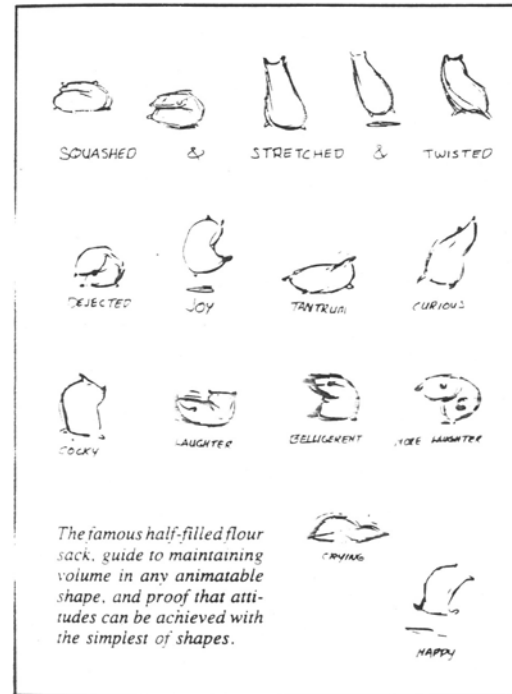 SQUASHED & STRETCHED & TWISTED
DEJECTED JOY TANTRUM CURIOUS
COCKY LAUGHTER BELLIGERENT MORE LAUGHTER
The famous half-filled flour
sack, guide to maintaining
volume in any animatable
shape, and proof that atti-
tudes can be achieved with
the simplest of shapes.
CRYING
HAPPY